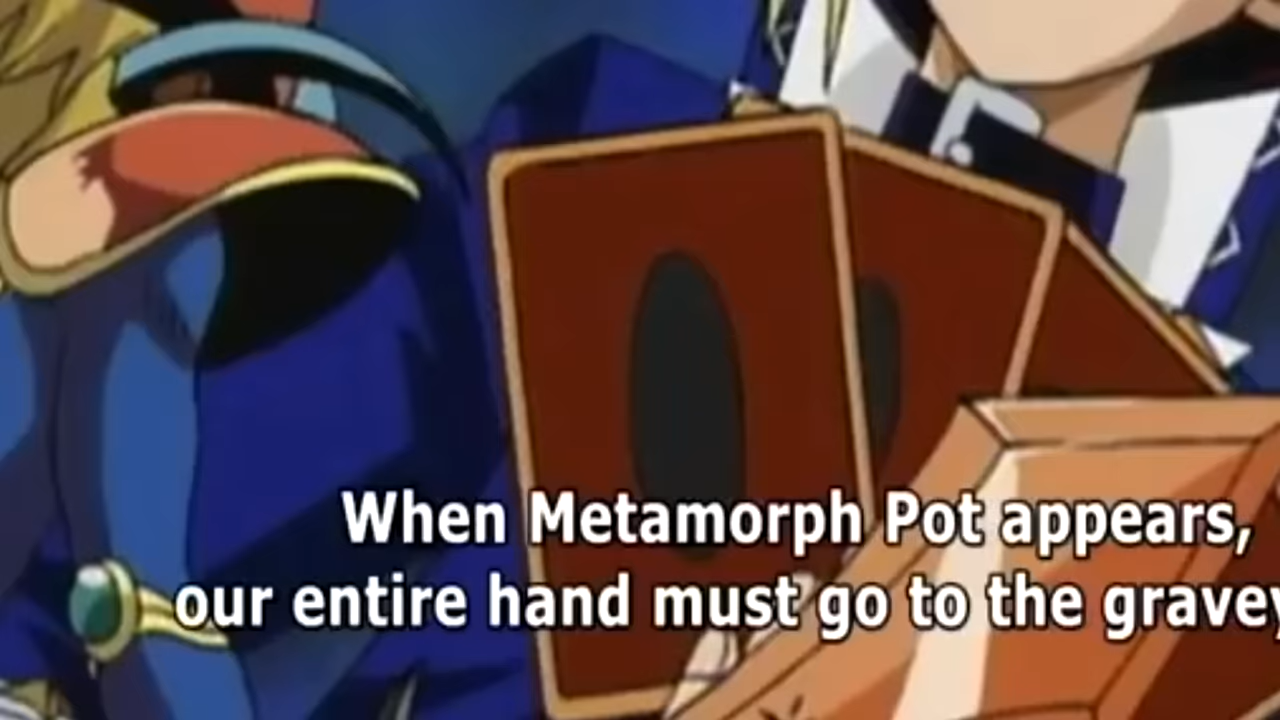 When Metamorph Pot appears,
our entire hand must go to the